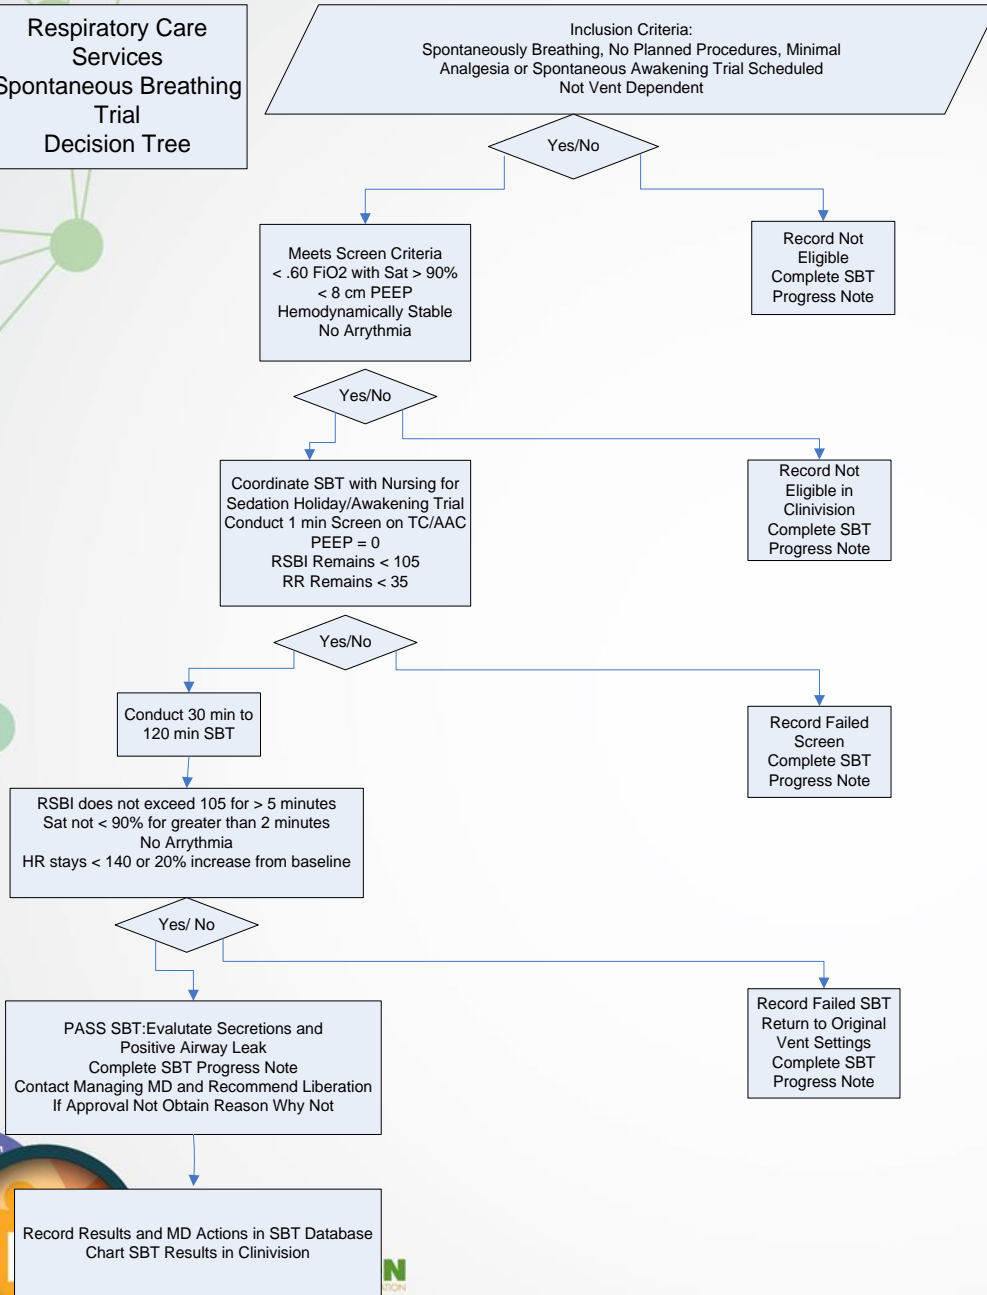 Respiratory Care
Services
Spontaneous Breathing
Trial
Decision Tree
Inclusion Criteria:
Spontaneously Breathing, No Planned Procedures, Minimal
Analgesia or Spontaneous Awakening Trial Scheduled
Not Vent Dependent
Yes/No
Meets Screen Criteria
< .60 FiO2 with Sat > 90%
< 8 cm PEEP
Hemodynamically Stable
No Arrythmia
Record Not
Eligible
Complete SBT
Progress Note
Yes/No
Coordinate SBT with Nursing for
Sedation Holiday/Awakening Trial
Conduct 1 min Screen on TC/AAC
PEEP = 0
RSBI Remains < 105
RR Remains < 35
Record Not
Eligible in
Clinivision
Complete SBT
Progress Note
Yes/No
Conduct 30 min to
120 min SBT
Record Failed
Screen
Complete SBT
Progress Note
RSBI does not exceed 105 for > 5 minutes
Sat not < 90% for greater than 2 minutes
No Arrythmia
HR stays < 140 or 20% increase from baseline
Yes/ No
PASS SBT:Evalutate Secretions and
Positive Airway Leak
Complete SBT Progress Note
Contact Managing MD and Recommend Liberation
If Approval Not Obtain Reason Why Not
Record Failed SBT
Return to Original
Vent Settings
Complete SBT
Progress Note
Record Results and MD Actions in SBT Database
Chart SBT Results in Clinivision